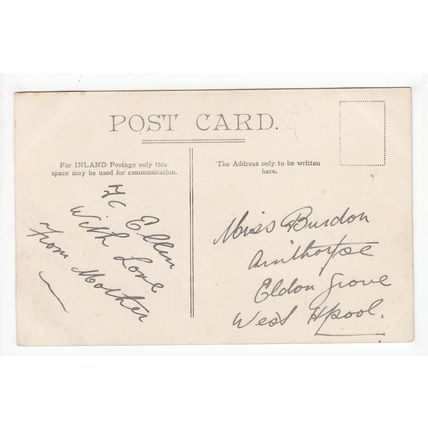 POST CARD.
For INLAND Postage only this
space may be used for communication.
The Address only to be written
here.
To Ellen
With Love
From Mother
Miss Burdon
Ainthorpe
Eldon Grove
West H'pool.